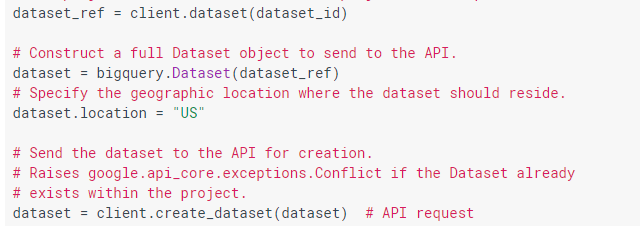 dataset_ref = client.dataset(dataset_id)
# Construct a full Dataset object to send to the API.
dataset = bigquery.Dataset(dataset_ref)
# Specify the geographic location where the dataset should reside.
dataset.location = "US"
# Send the dataset to the API for creation.
# Raises google.api_core.exceptions.Conflict if the Dataset already
# exists within the project.
dataset = client.create_dataset(dataset)  # API request